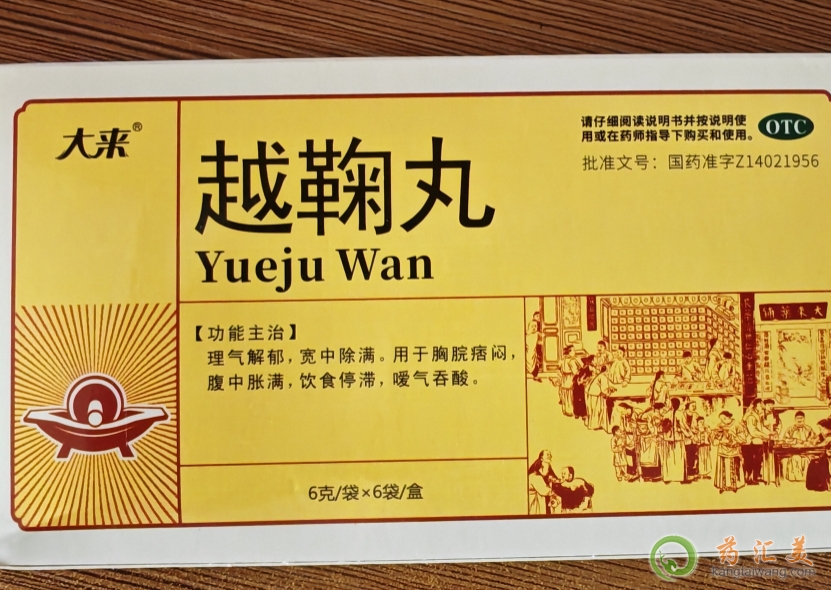 大来®
越鞠丸
Yueju Wan
请仔细阅读说明书并按说明使
用或在药师指导下购买和使用。
OTC
批准文号：国药准字Z14021956
【功能主治】
理气解郁，宽中除满。用于胸脘痞闷，
腹中胀满，饮食停滞，嗳气吞酸。
6克/袋×6袋/盒
药汇美
kangtaiwang.com